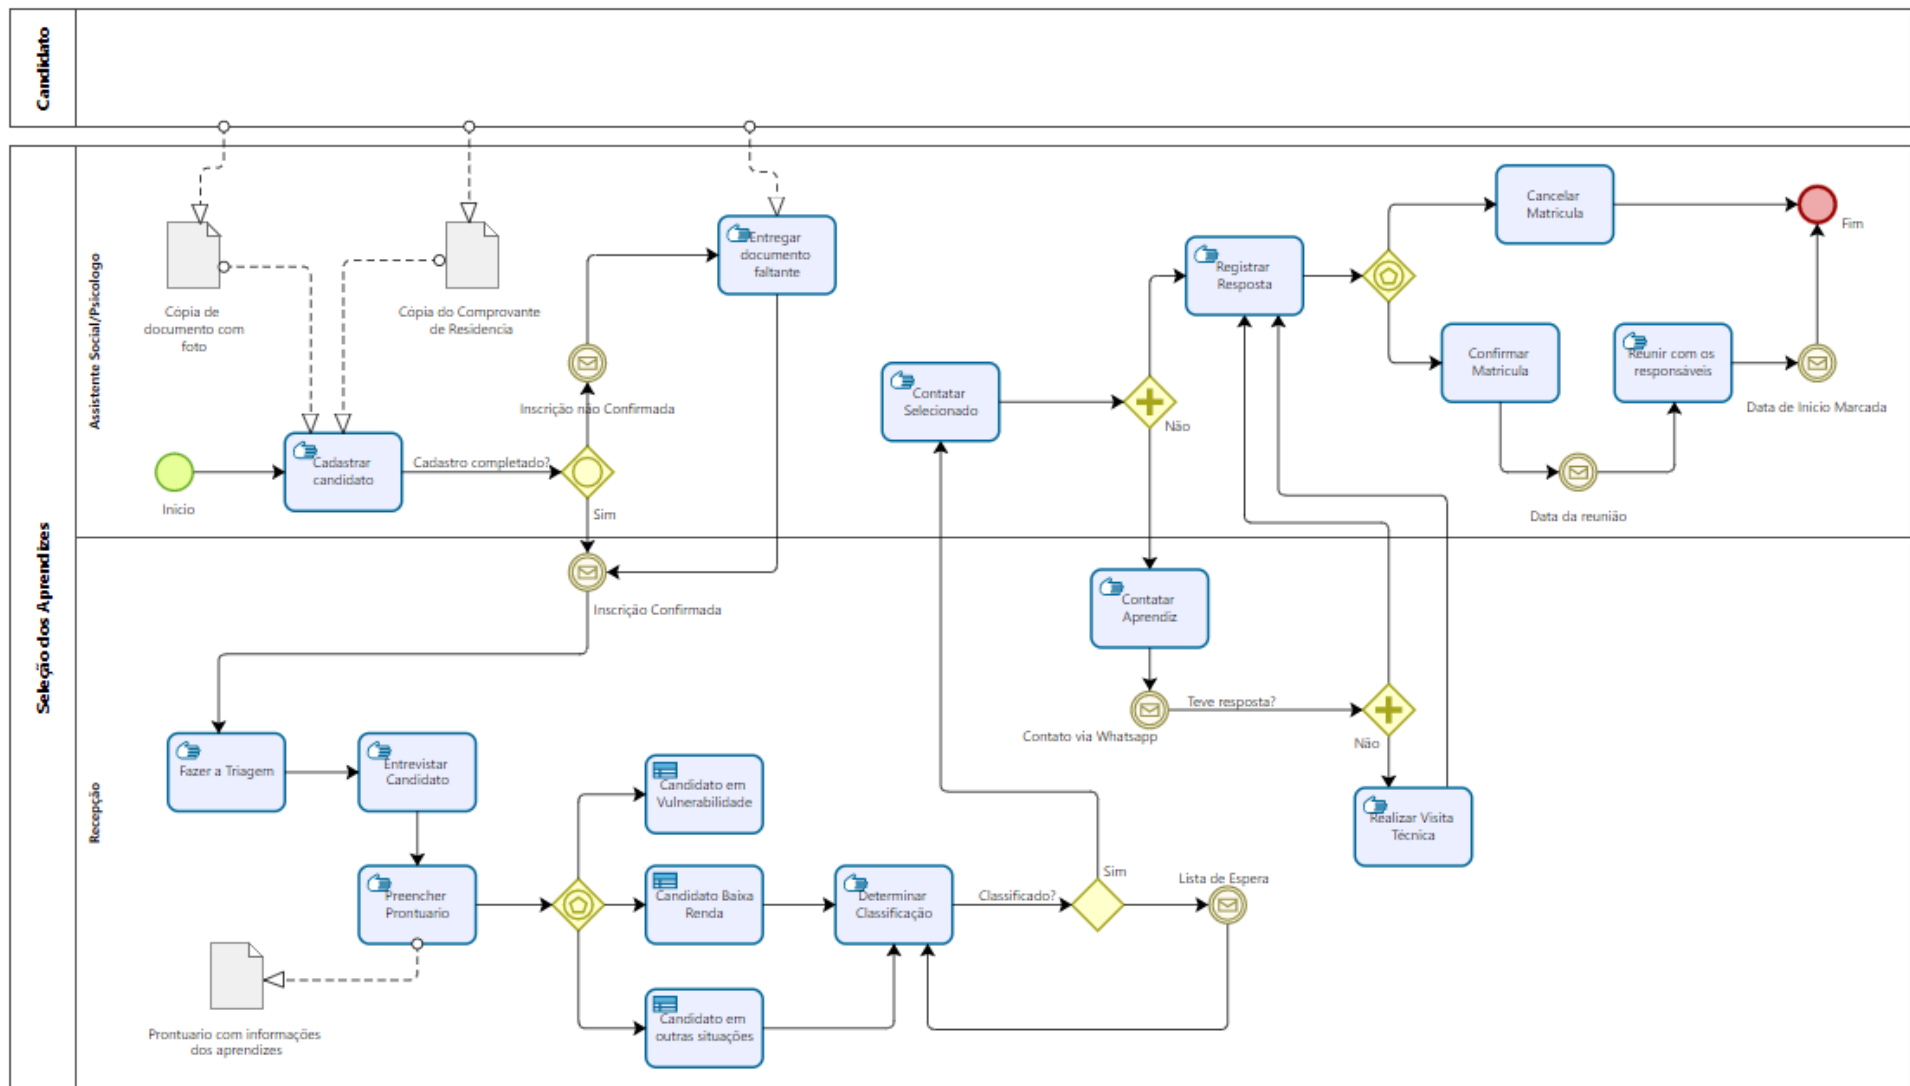 Candidato
Seleção dos Aprendizes
Assistente Social/Psicologo
Recepção
Cópia de
documento com
foto
Cópia do Comprovante
de Residencia
Entregar
documento
faltante
Inscrição não Confirmada
Inicio
Cadastrar
candidato
Cadastro completado?
Sim
Inscrição Confirmada
Contatar
Selecionado
Não
Registrar
Resposta
Cancelar
Matricula
Fim
Confirmar
Matricula
Reunir com os
responsáveis
Data de Inicio Marcada
Data da reunião
Contatar
Aprendiz
Contato via Whatsapp
Teve resposta?
Não
Realizar Visita
Técnica
Fazer a Triagem
Entrevistar
Candidato
Preencher
Prontuario
Prontuario com informações
dos aprendizes
Candidato em
Vulnerabilidade
Candidato Baixa
Renda
Candidato em
outras situações
Determinar
Classificação
Classificado?
Sim
Lista de Espera